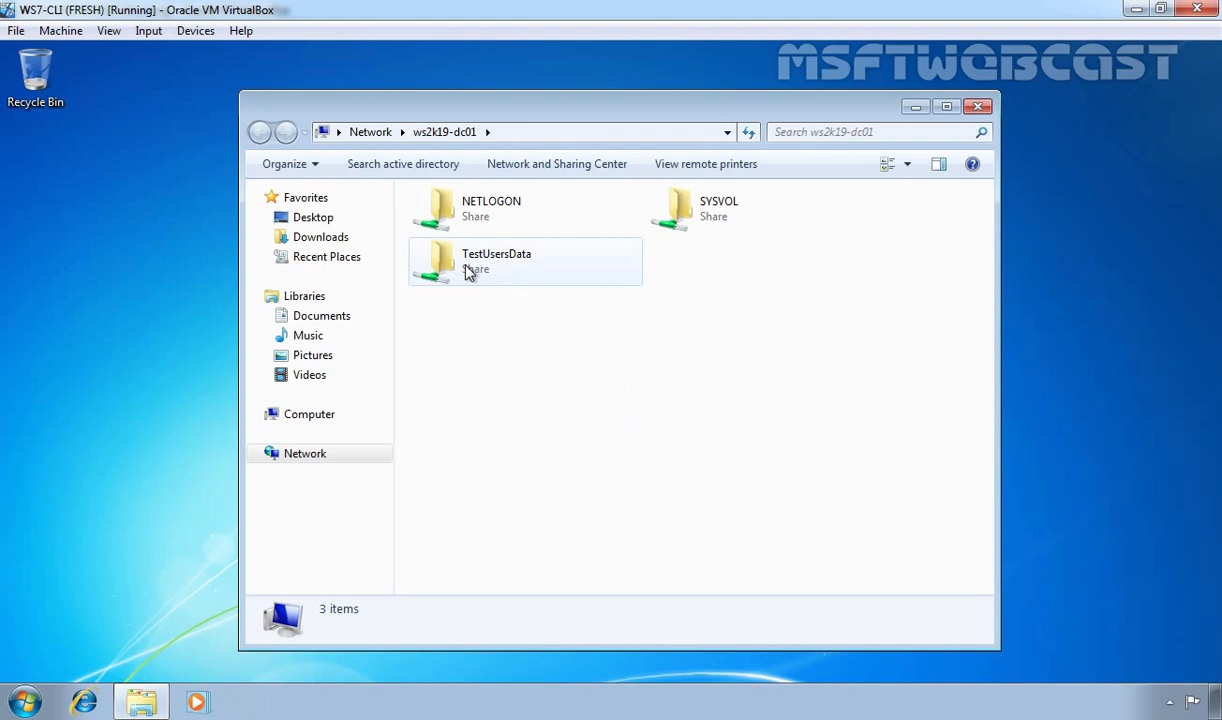 WS7-CLI (FRESH) [Running] - Oracle VM VirtualBox
File Machine View Input Devices Help
MSFTWEBCAST
Recycle Bin
Network ws2k19-dc01
Search ws2k19-dc01
Organize Search active directory Network and Sharing Center View remote printers
Favorites
Desktop
Downloads
Recent Places
Libraries
Documents
Music
Pictures
Videos
Computer
Network
NETLOGON
Share
SYSVOL
Share
TestUsersData
Share
3 items